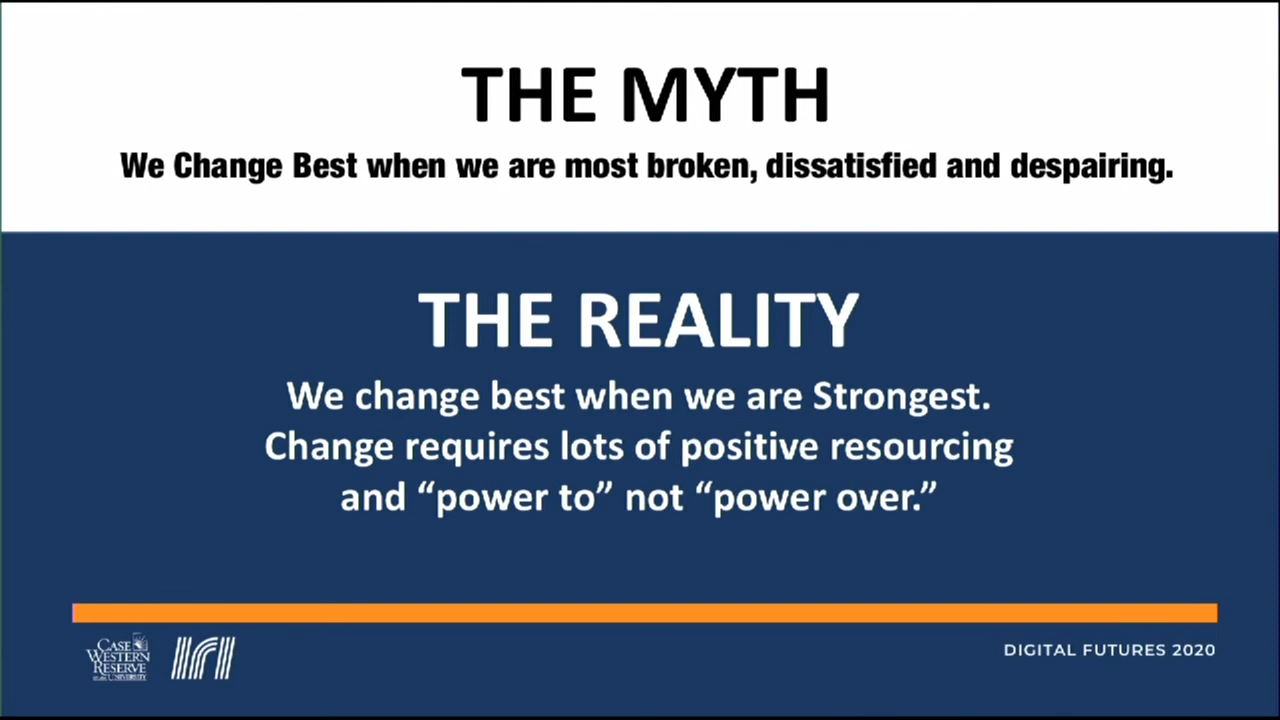 THE MYTH
We Change Best when we are most broken, dissatisfied and despairing.
THE REALITY
We change best when we are Strongest.
Change requires lots of positive resourcing
and “power to” not “power over.”
CASE
WESTERN
RESERVE
UNIVERSITY
DIGITAL FUTURES 2020